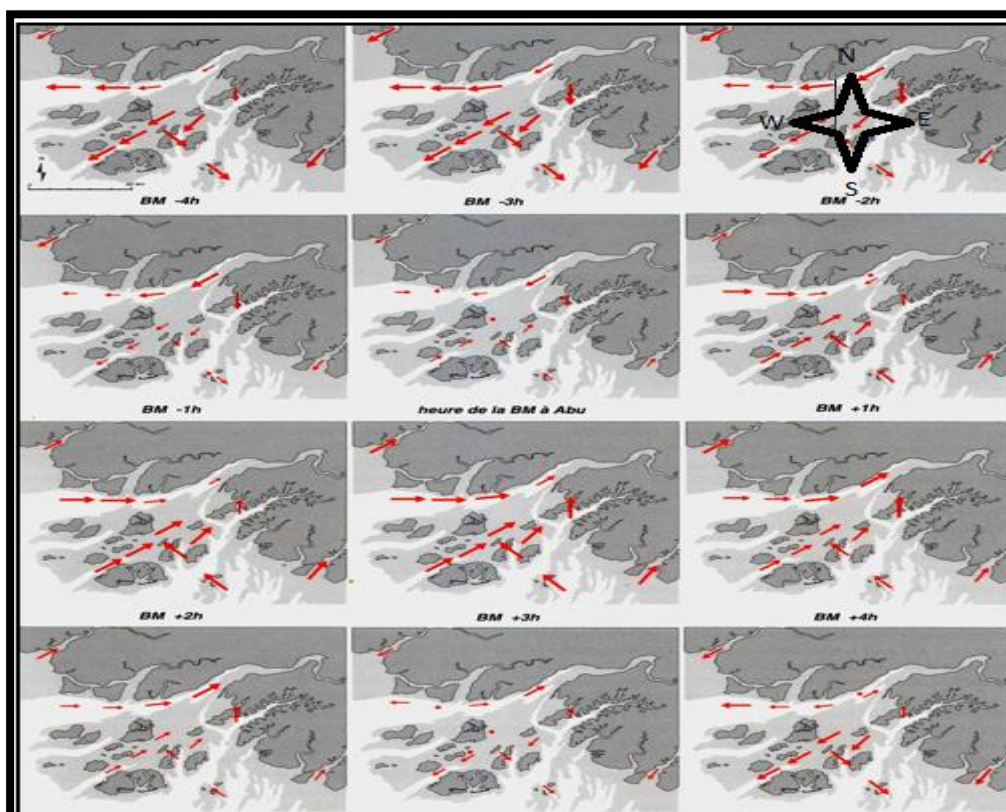 N
W E
S
BM -4h BM -3h BM -2h
BM -1h heure de la BM à Abu BM +1h
BM +2h BM +3h BM +4h